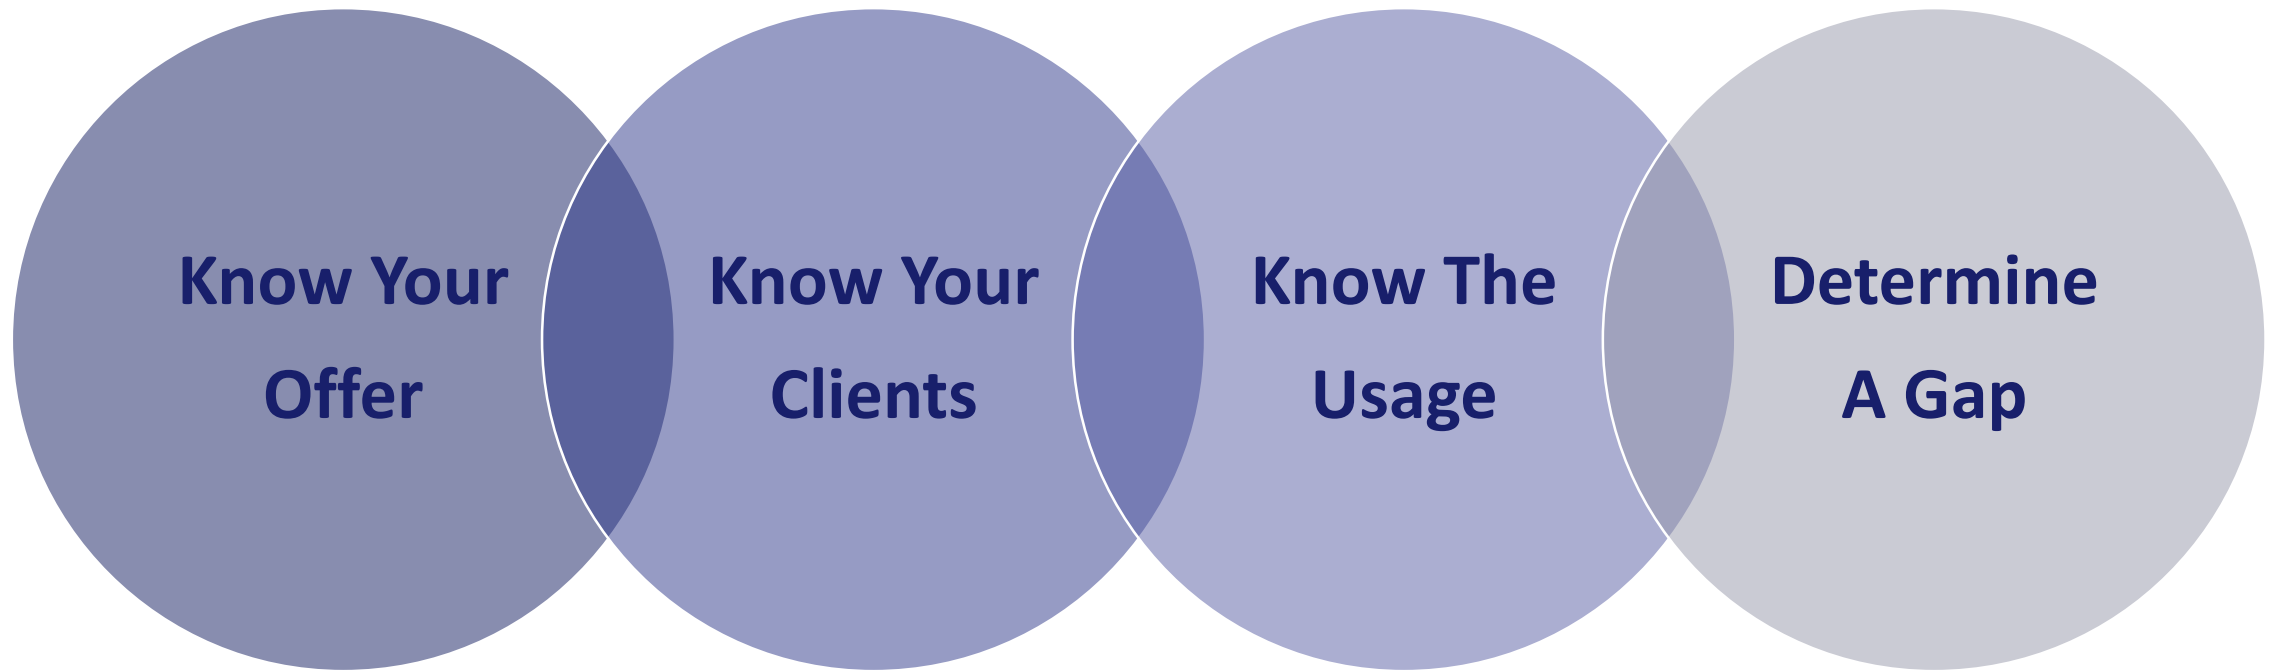 Know Your
Offer
Know Your
Clients
Know The
Usage
Determine
A Gap